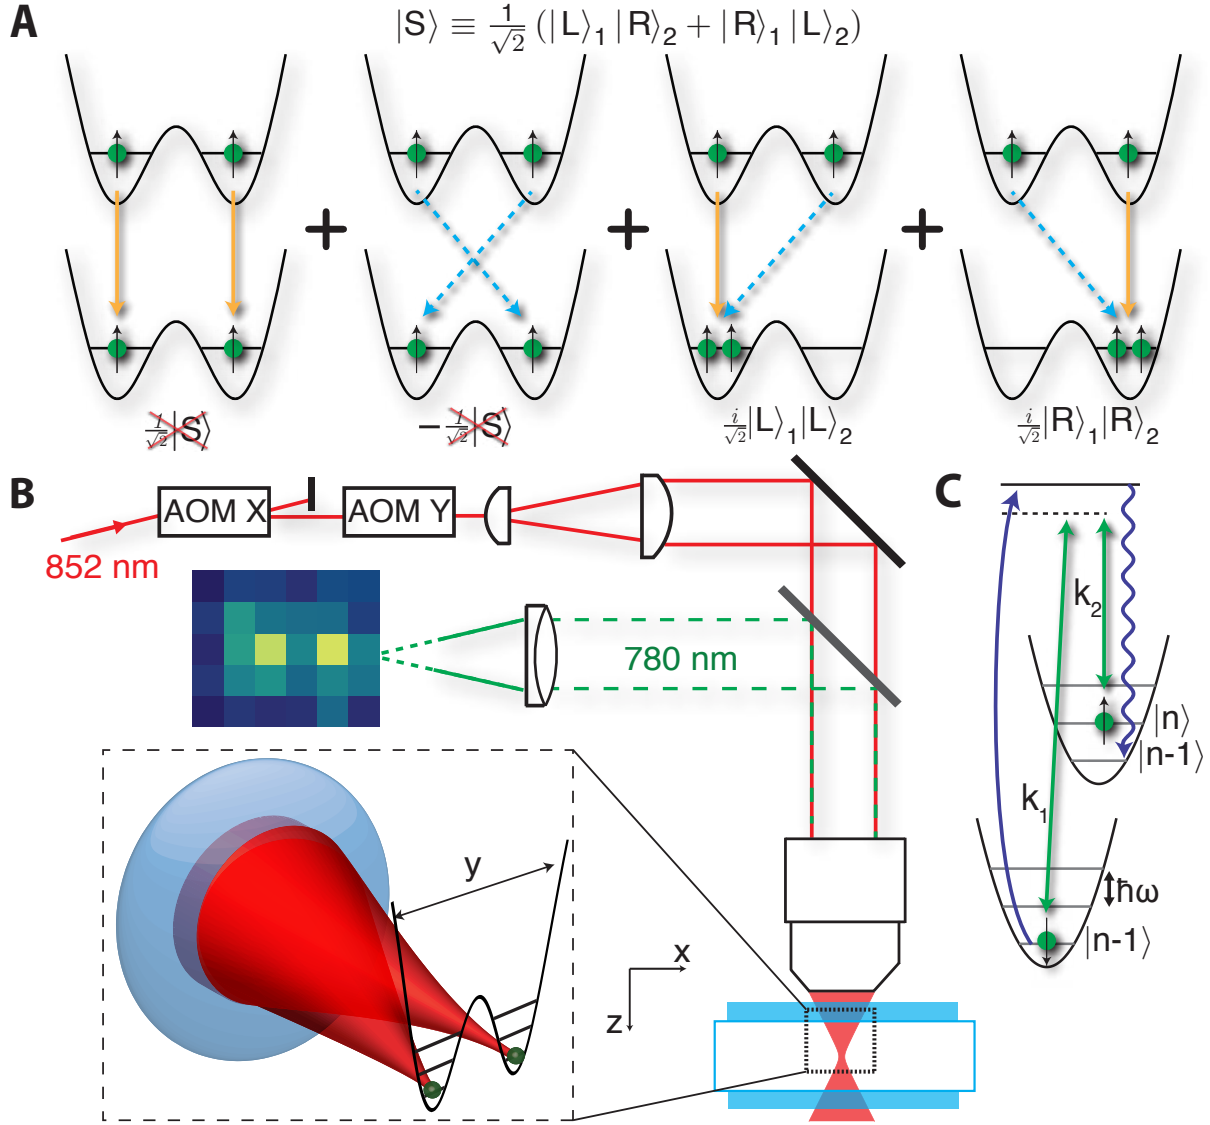 A
|S⟩ ≡ 1/√2 (|L⟩₁ |R⟩₂ + |R⟩₁ |L⟩₂)
+ + +
1/√2 |S⟩
− 1/√2 |S⟩
i/√2 |L⟩₁|L⟩₂
i/√2 |R⟩₁|R⟩₂
B
AOM X
AOM Y
852 nm
780 nm
y
x
z
C
k₂
|n⟩
|n-1⟩
k₁
ħω
|n-1⟩